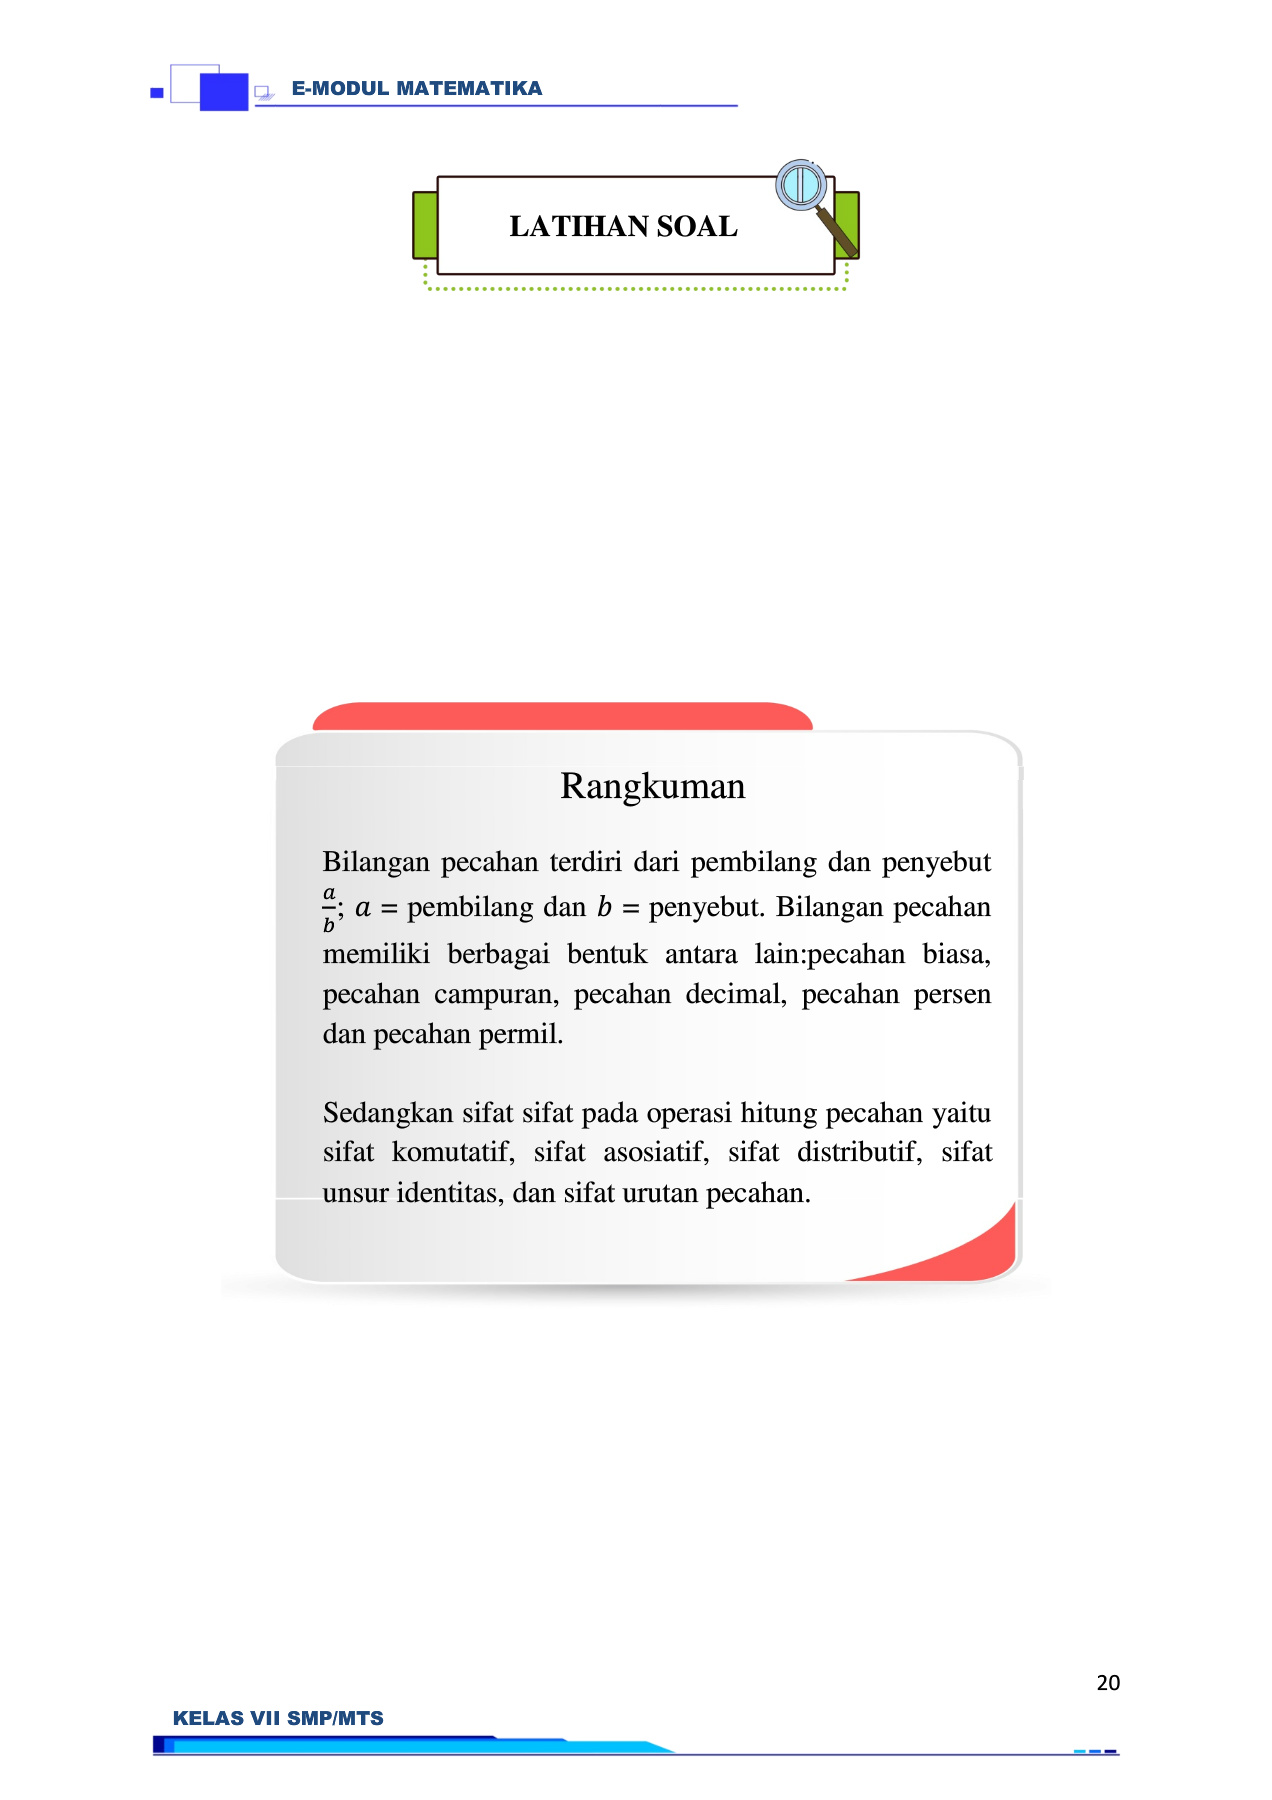 E-MODUL MATEMATIKA
LATIHAN SOAL
Rangkuman
Bilangan pecahan terdiri dari pembilang dan penyebut
a/b; a = pembilang dan b = penyebut. Bilangan pecahan
memiliki berbagai bentuk antara lain:pecahan biasa,
pecahan campuran, pecahan decimal, pecahan persen
dan pecahan permil.
Sedangkan sifat sifat pada operasi hitung pecahan yaitu
sifat komutatif, sifat asosiatif, sifat distributif, sifat
unsur identitas, dan sifat urutan pecahan.
20
KELAS VII SMP/MTS